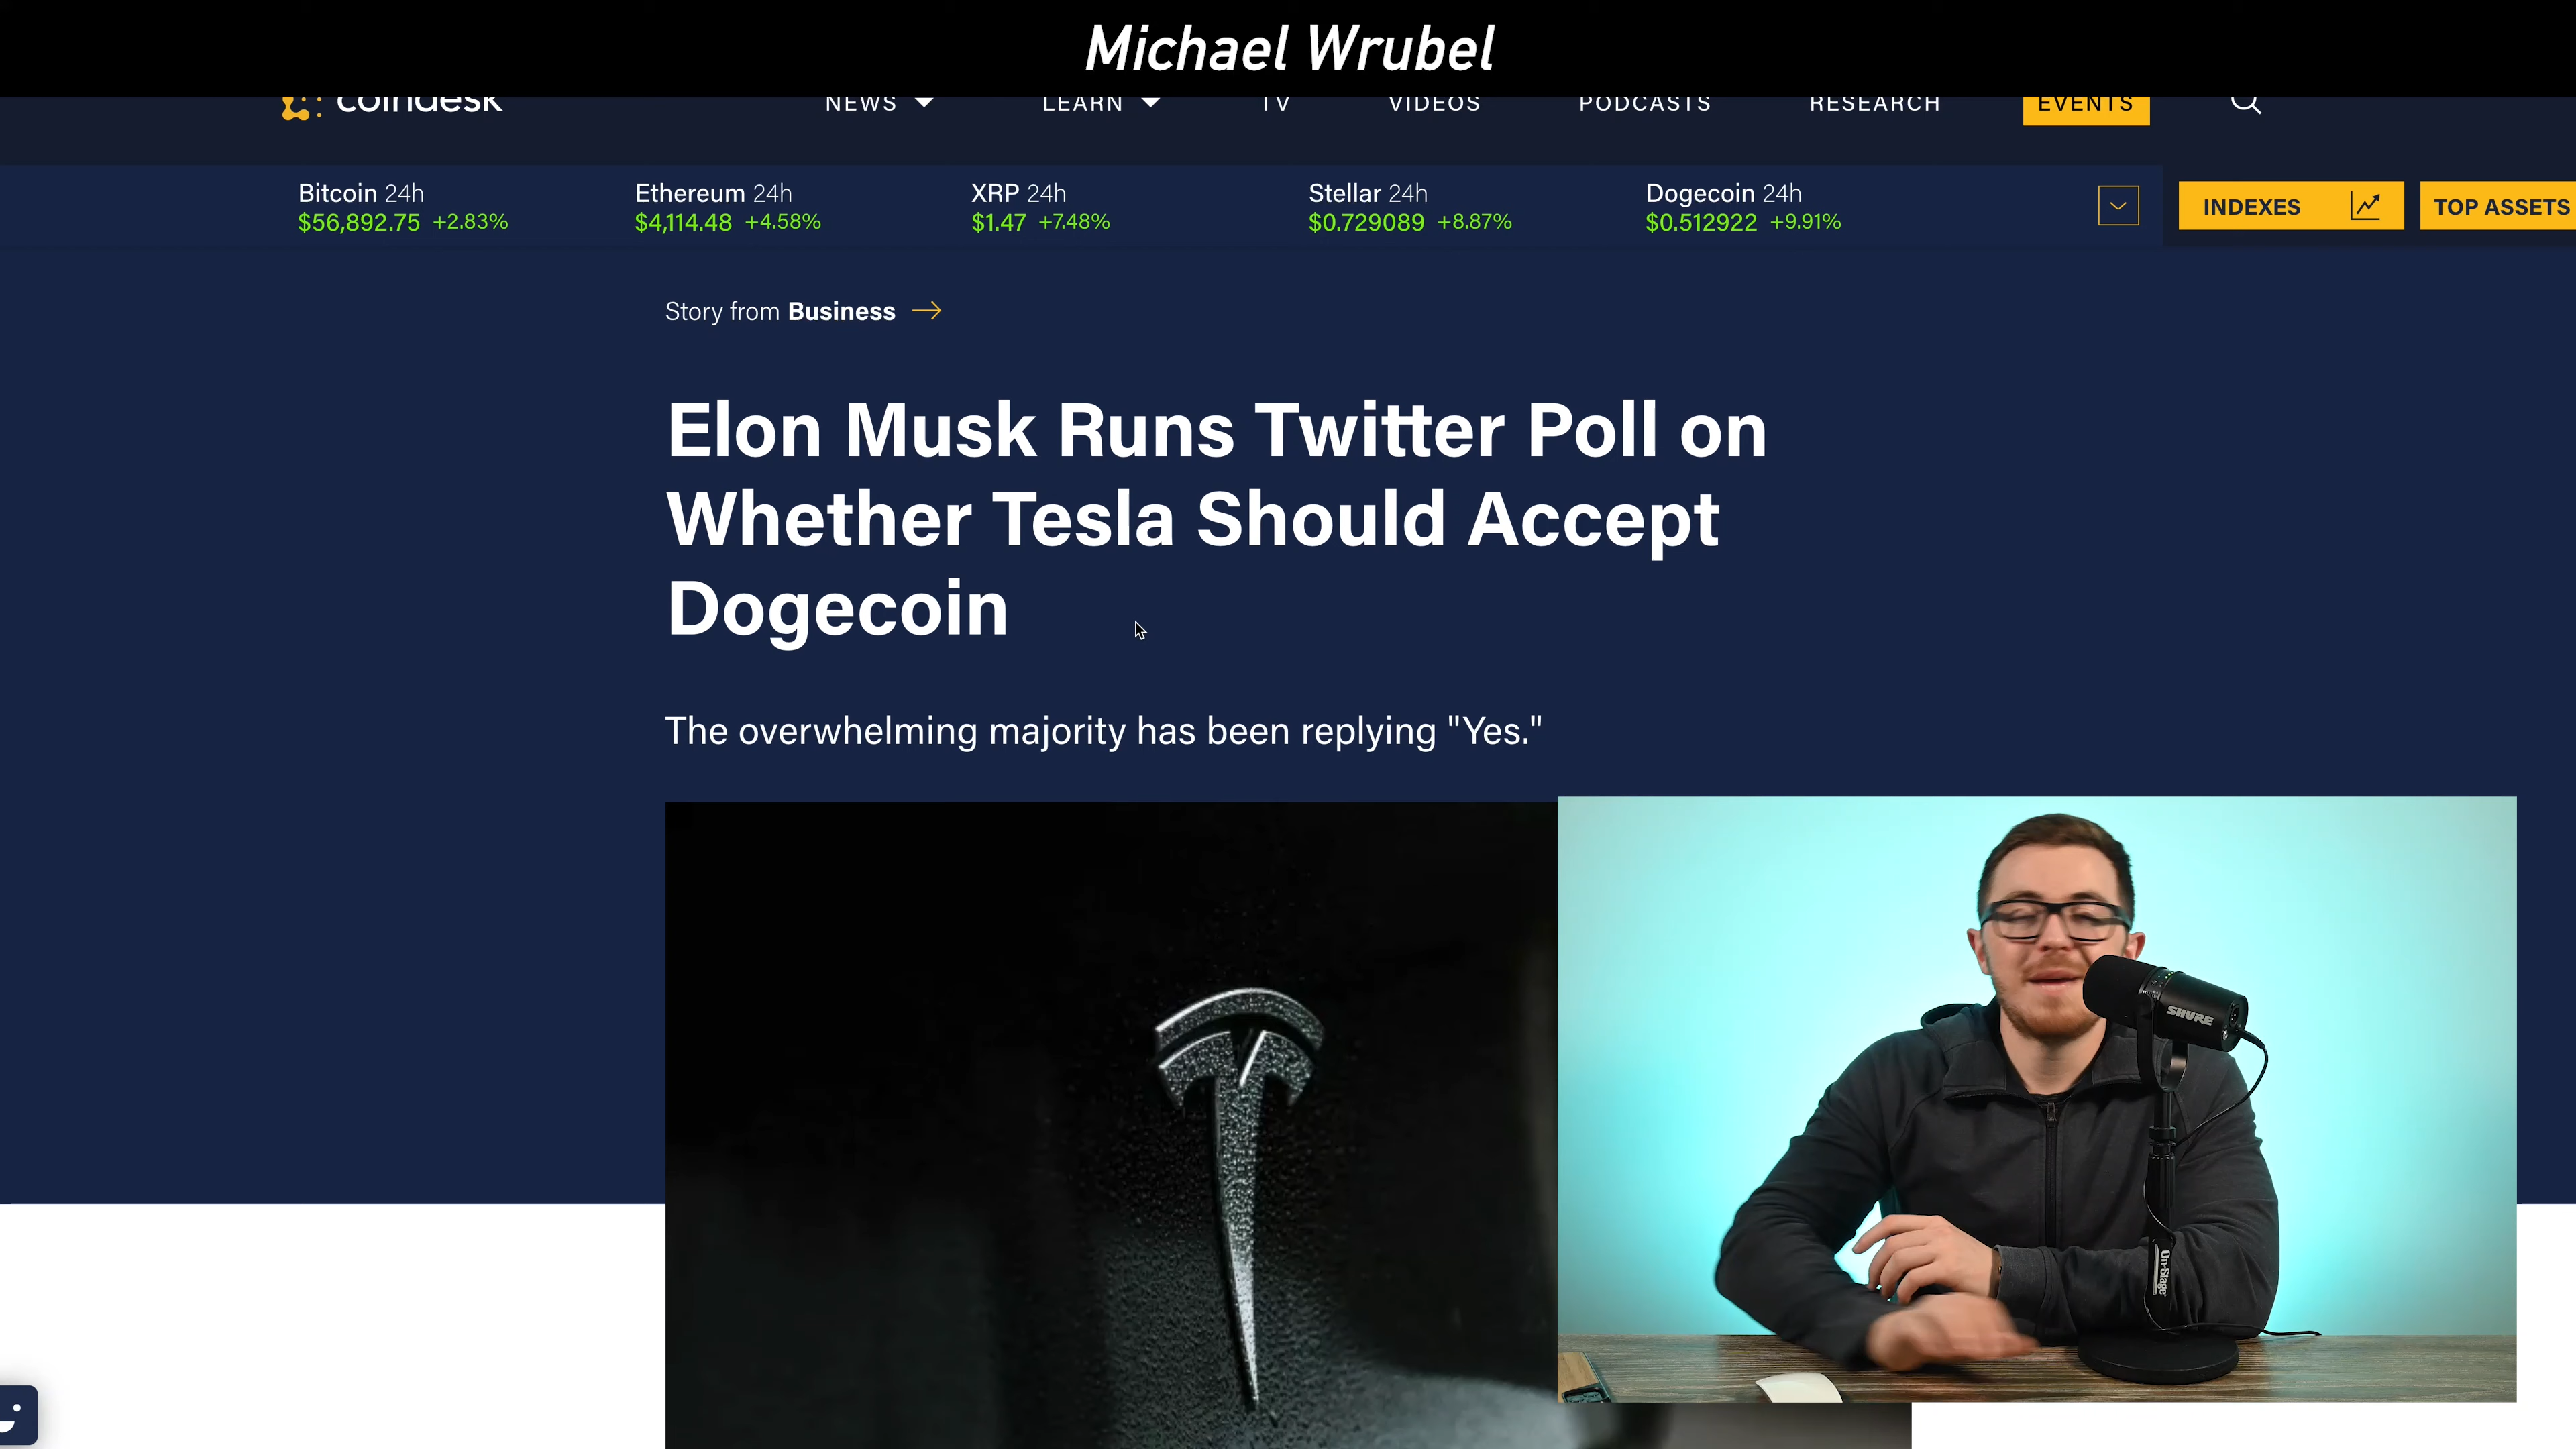 Michael Wrubel
coindesk
NEWS LEARN TV VIDEOS PODCASTS RESEARCH EVENTS
Bitcoin 24h Ethereum 24h XRP 24h Stellar 24h Dogecoin 24h
$56,892.75 +2.83% $4,114.48 +4.58% $1.47 +7.48% $0.729089 +8.87% $0.512922 +9.91%
INDEXES TOP ASSETS
Story from Business
Elon Musk Runs Twitter Poll on
Whether Tesla Should Accept
Dogecoin
The overwhelming majority has been replying "Yes."
SHURE
On-Stage